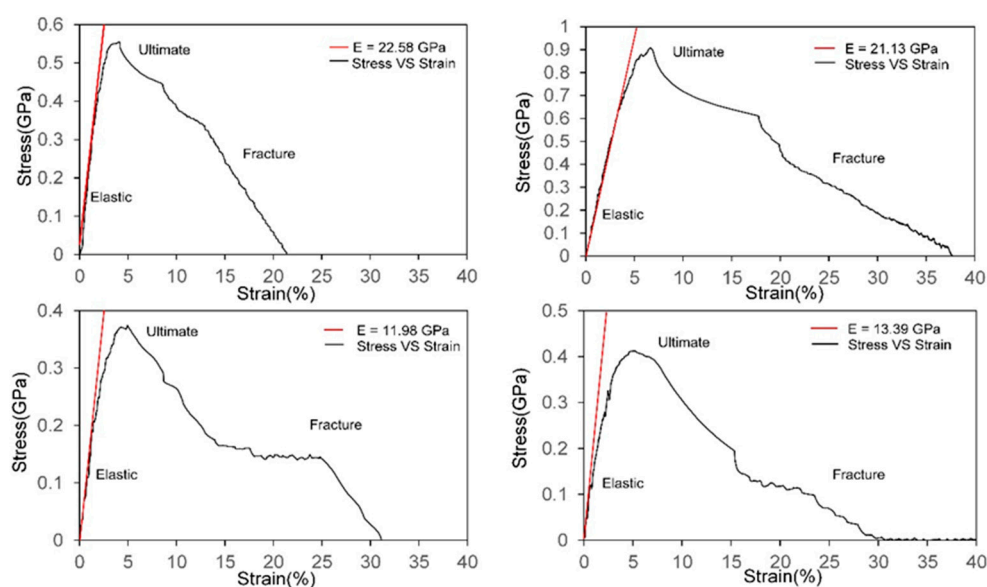 0.6
0.5
0.4
0.3
0.2
0.1
0
Stress(GPa)
Ultimate
E = 22.58 GPa
Stress VS Strain
Fracture
Elastic
0 5 10 15 20 25 30 35 40
Strain(%)
1
0.9
0.8
0.7
0.6
0.5
0.4
0.3
0.2
0.1
0
Stress(GPa)
Ultimate
E = 21.13 GPa
Stress VS Strain
Fracture
Elastic
0 5 10 15 20 25 30 35 40
Strain(%)
0.4
0.3
0.2
0.1
0
Stress(GPa)
Ultimate
E = 11.98 GPa
Stress VS Strain
Fracture
Elastic
0 5 10 15 20 25 30 35 40
Strain(%)
0.5
0.4
0.3
0.2
0.1
0
Stress(GPa)
Ultimate
E = 13.39 GPa
Stress VS Strain
Fracture
Elastic
0 5 10 15 20 25 30 35 40
Strain(%)